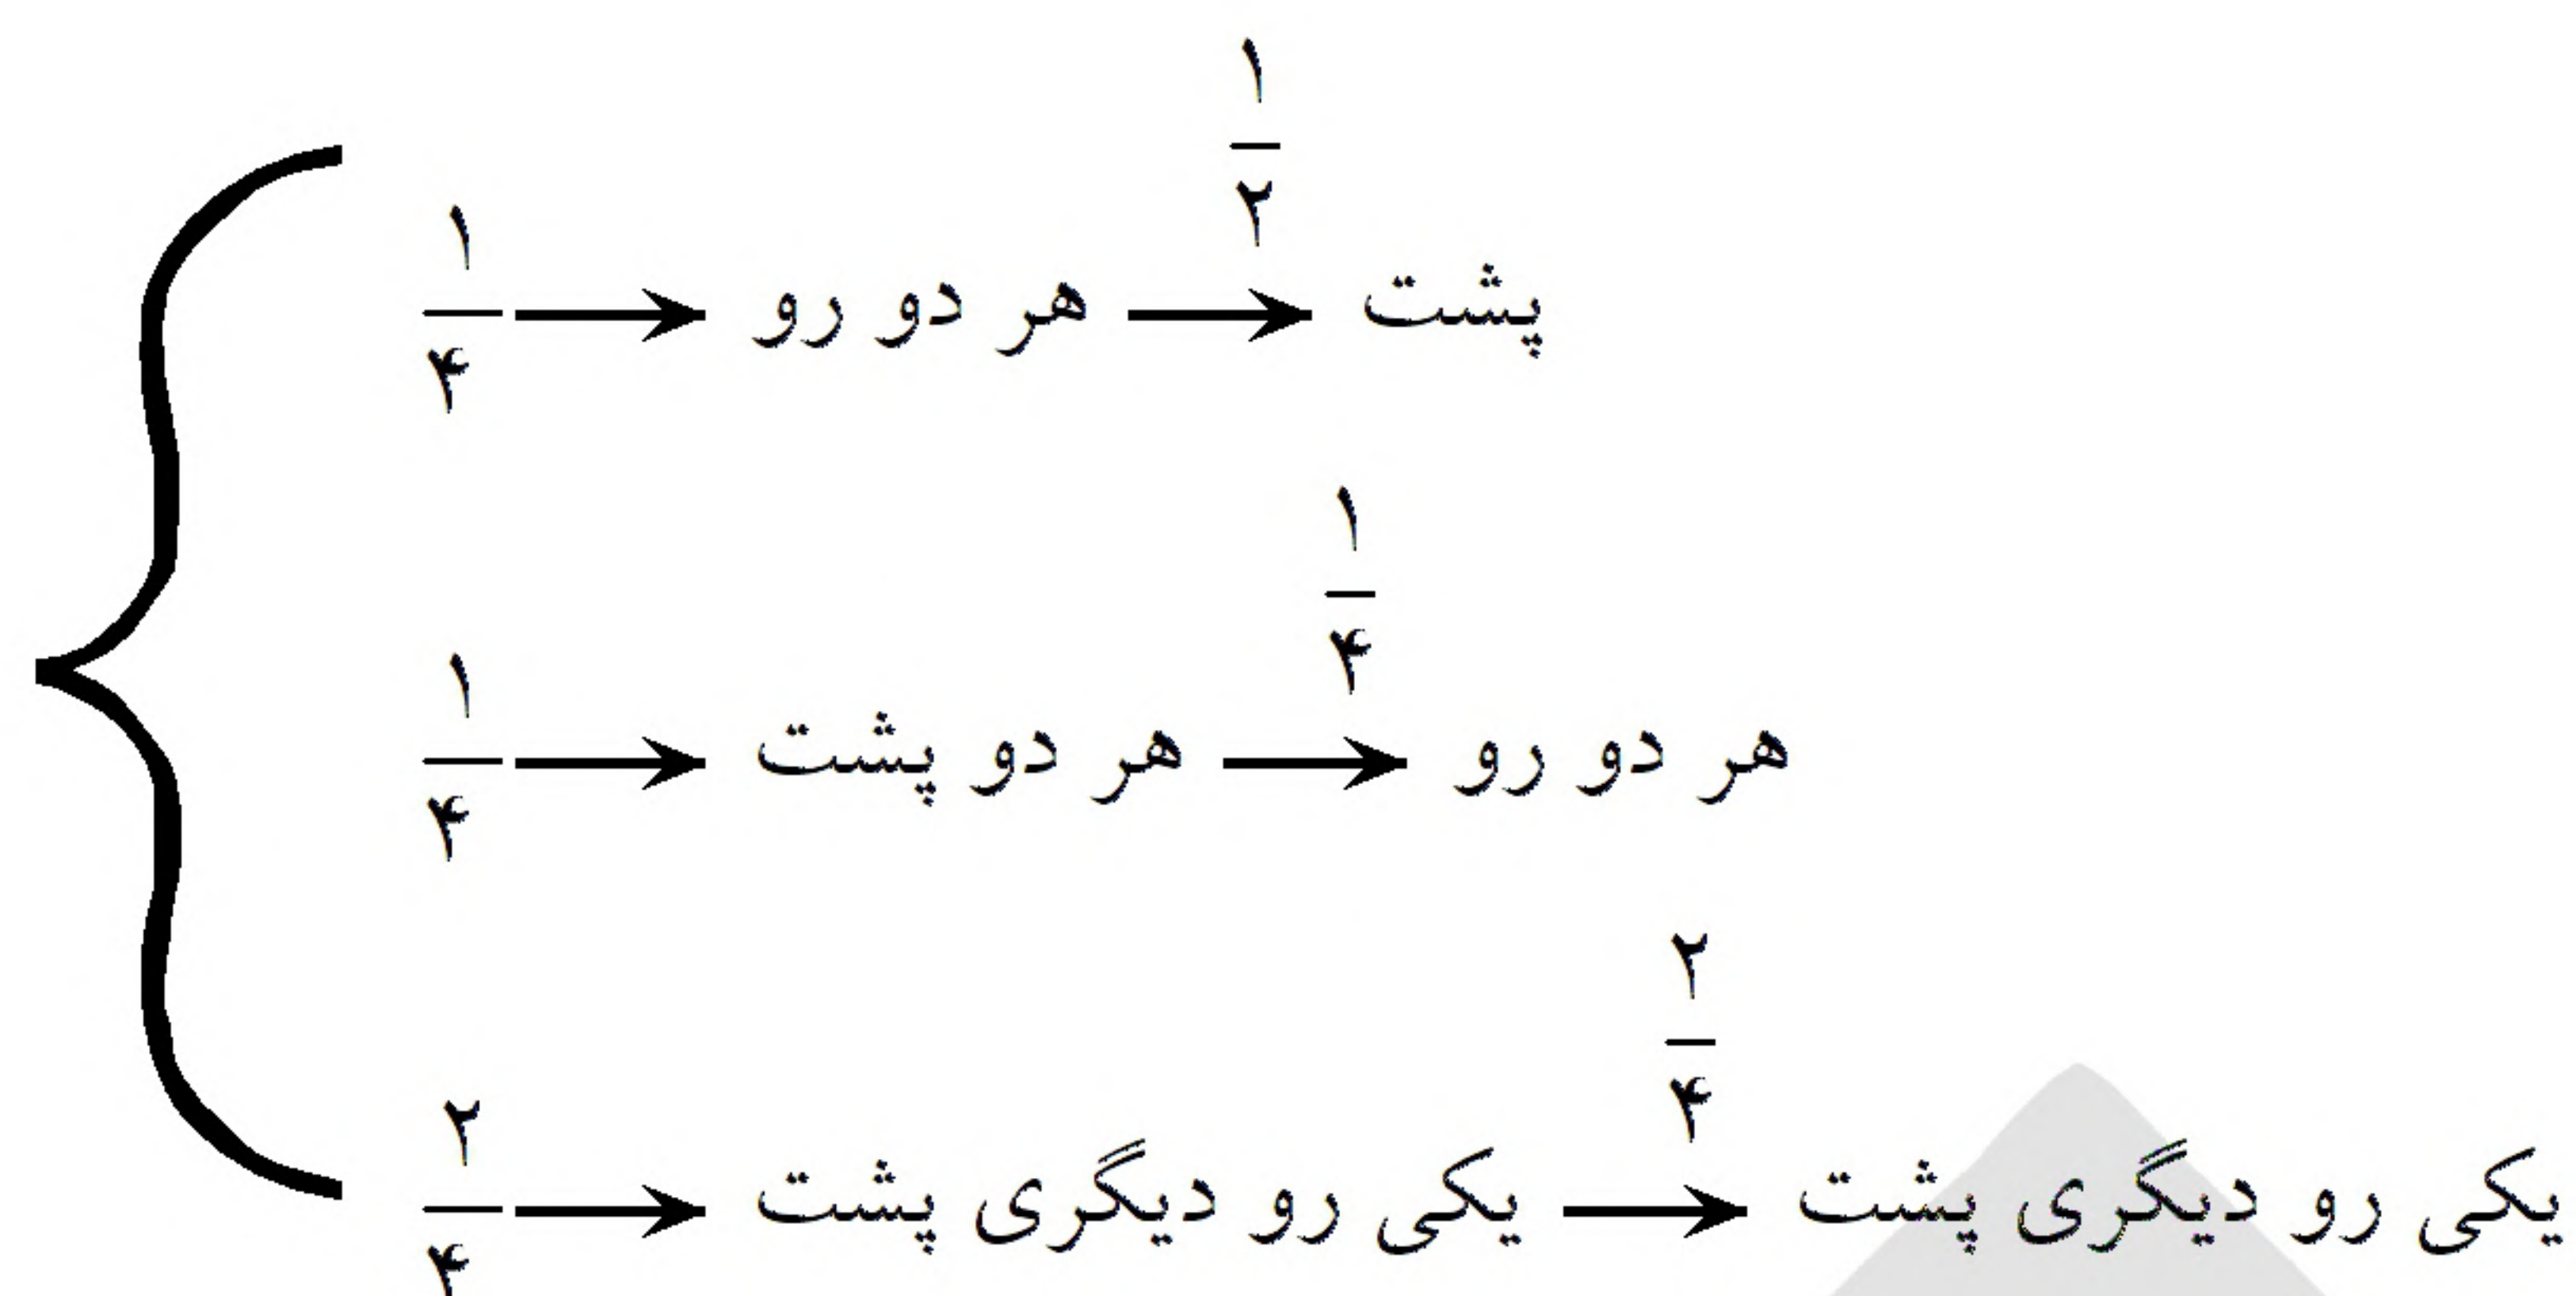 ۱/۴ → هر دو رو →(۱/۲) پشت
۱/۴ → هر دو پشت →(۱/۴) هر دو رو
۲/۴ → یکی رو دیگری پشت →(۲/۴) یکی رو دیگری پشت